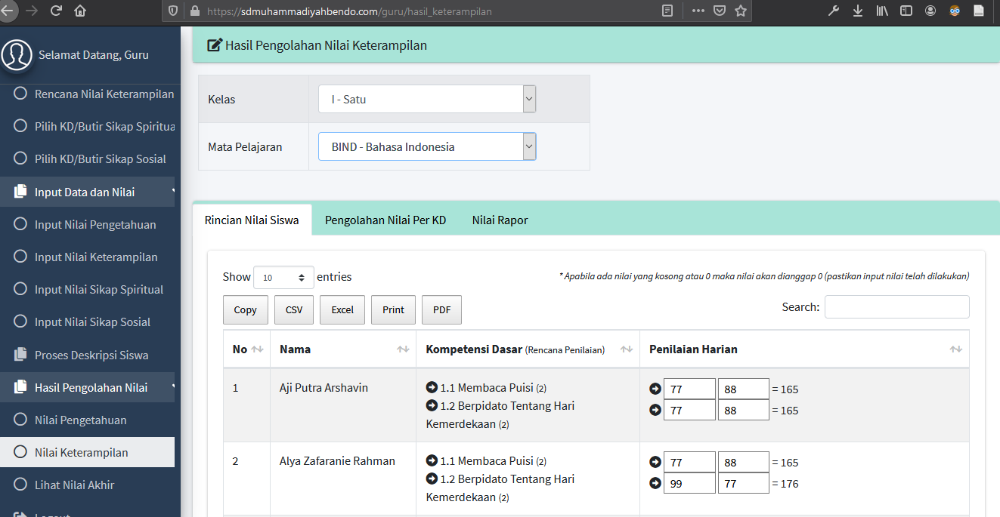 https://sdmuhammadiyahbendo.com/guru/hasil_keterampilan
Selamat Datang, Guru
Rencana Nilai Keterampilan
Pilih KD/Butir Sikap Spiritua
Pilih KD/Butir Sikap Sosial
Input Data dan Nilai
Input Nilai Pengetahuan
Input Nilai Keterampilan
Input Nilai Sikap Spiritual
Input Nilai Sikap Sosial
Proses Deskripsi Siswa
Hasil Pengolahan Nilai
Nilai Pengetahuan
Nilai Keterampilan
Lihat Nilai Akhir
Logout
Hasil Pengolahan Nilai Keterampilan
Kelas I - Satu
Mata Pelajaran BIND - Bahasa Indonesia
Rincian Nilai Siswa Pengolahan Nilai Per KD Nilai Rapor
Show 10 entries
* Apabila ada nilai yang kosong atau 0 maka nilai akan dianggap 0 (pastikan input nilai telah dilakukan)
Copy CSV Excel Print PDF
Search:
No Nama Kompetensi Dasar (Rencana Penilaian) Penilaian Harian
1 Aji Putra Arshavin
1.1 Membaca Puisi (2)
1.2 Berpidato Tentang Hari
Kemerdekaan (2)
77 88 = 165
77 88 = 165
2 Alya Zafaranie Rahman
1.1 Membaca Puisi (2)
1.2 Berpidato Tentang Hari
Kemerdekaan (2)
77 88 = 165
99 77 = 176